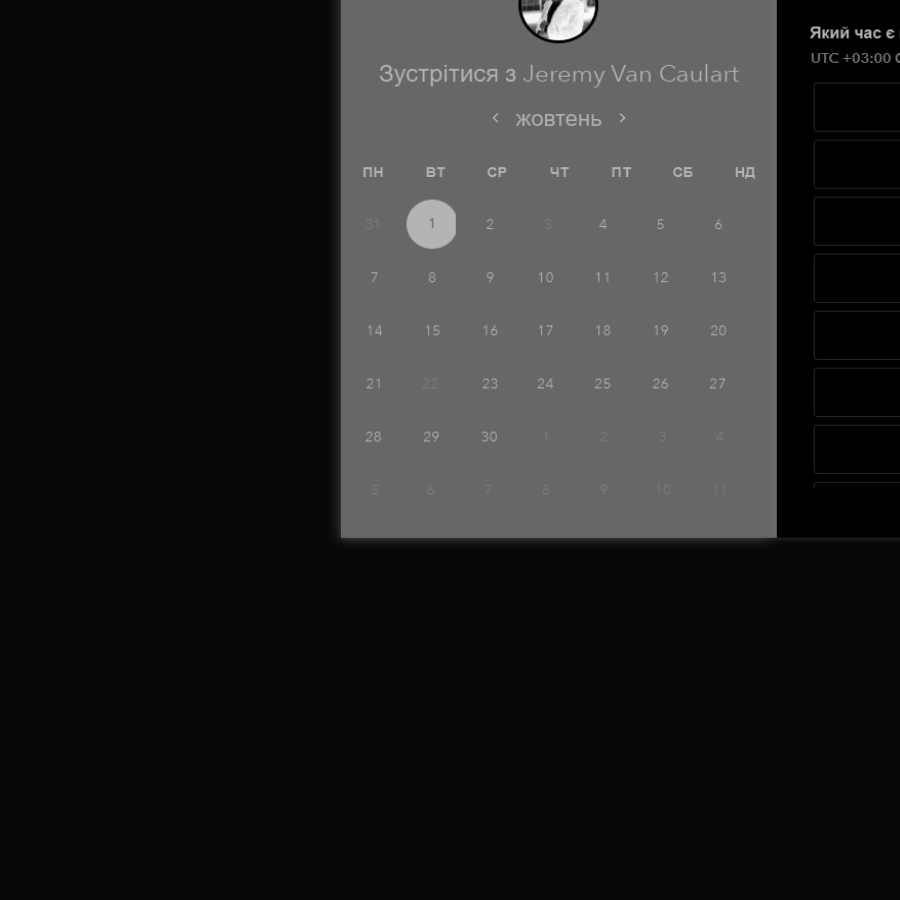 Який час є
UTC +03:00
Зустрітися з Jeremy Van Caulart
жовтень
ПН ВТ СР ЧТ ПТ СБ НД
31 1 2 3 4 5 6
7 8 9 10 11 12 13
14 15 16 17 18 19 20
21 22 23 24 25 26 27
28 29 30 1 2 3 4
5 6 7 8 9 10 11